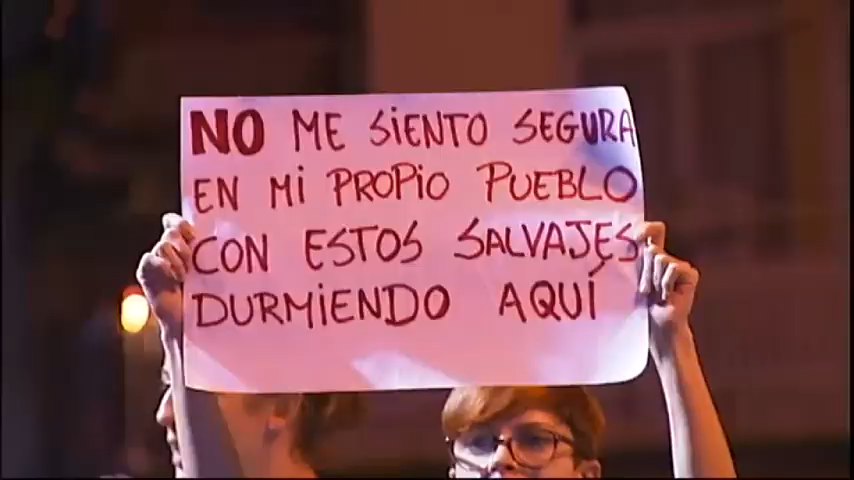 NO ME SIENTO SEGURA
EN MI PROPIO PUEBLO
CON ESTOS SALVAJES
DURMIENDO AQUÍ